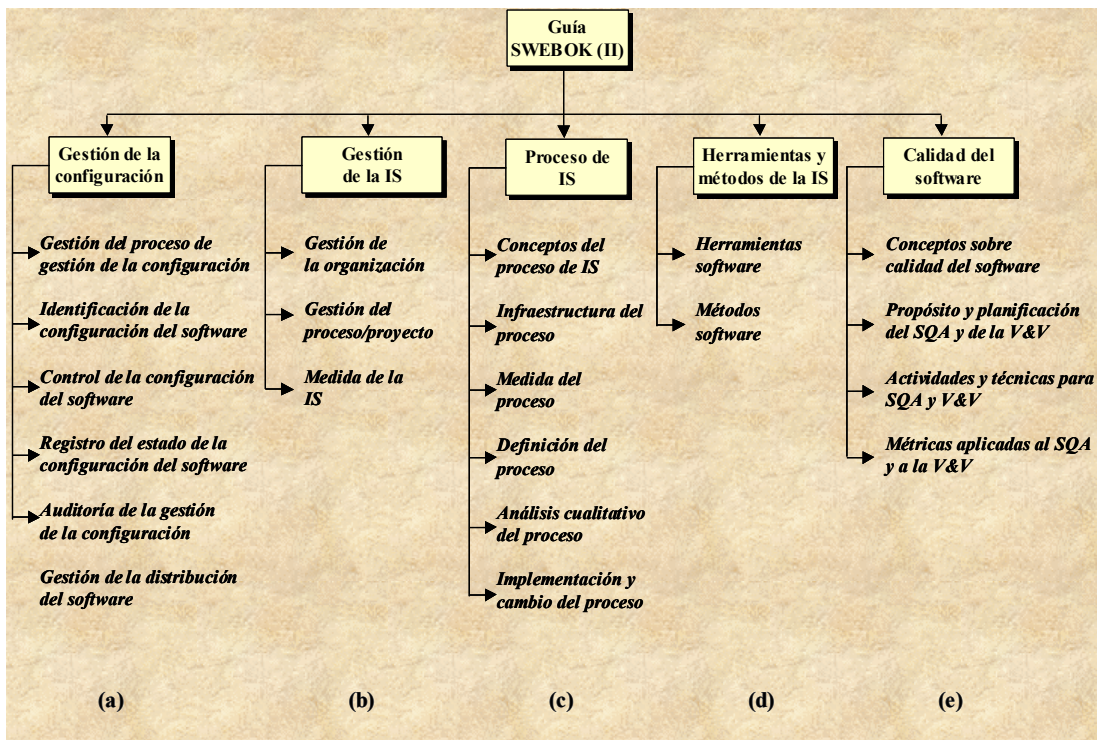 Guía
SWEBOK (II)
Gestión de la
configuración
Gestión del proceso de
gestión de la configuración
Identificación de la
configuración del software
Control de la configuración
del software
Registro del estado de la
configuración del software
Auditoría de la gestión
de la configuración
Gestión de la distribución
del software
(a)
Gestión
de la IS
Gestión de
la organización
Gestión del
proceso/proyecto
Medida de la
IS
(b)
Proceso de
IS
Conceptos del
proceso de IS
Infraestructura del
proceso
Medida del
proceso
Definición del
proceso
Análisis cualitativo
del proceso
Implementación y
cambio del proceso
(c)
Herramientas y
métodos de la IS
Herramientas
software
Métodos
software
(d)
Calidad del
software
Conceptos sobre
calidad del software
Propósito y planificación
del SQA y de la V&V
Actividades y técnicas para
SQA y V&V
Métricas aplicadas al SQA
y a la V&V
(e)